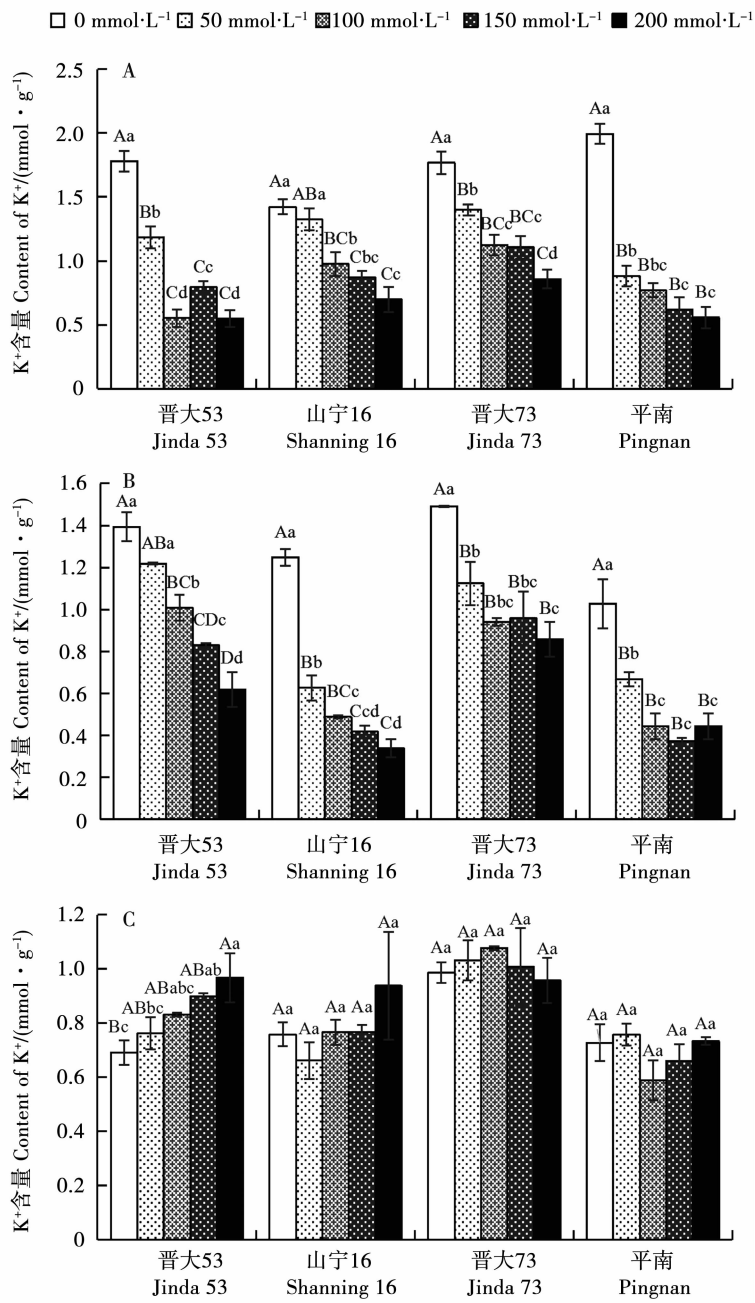 0 mmol·L⁻¹ 50 mmol·L⁻¹ 100 mmol·L⁻¹ 150 mmol·L⁻¹ 200 mmol·L⁻¹
A
K⁺含量 Content of K⁺/(mmol·g⁻¹)
2.5
2.0
1.5
1.0
0.5
0
Aa Bb Cd Cc Cd
Aa ABa BCb Cbc Cc
Aa Bb BCc BCc Cd
Aa Bb Bbc Bc Bc
晋大53 山宁16 晋大73 平南
Jinda 53 Shanning 16 Jinda 73 Pingnan
B
K⁺含量 Content of K⁺/(mmol·g⁻¹)
1.6
1.4
1.2
1.0
0.8
0.6
0.4
0.2
0
Aa ABa BCb CDc Dd
Aa Bb BCc Ccd Cd
Aa Bb Bbc Bbc Bc
Aa Bb Bc Bc Bc
晋大53 山宁16 晋大73 平南
Jinda 53 Shanning 16 Jinda 73 Pingnan
C
K⁺含量 Content of K⁺/(mmol·g⁻¹)
1.2
1.0
0.8
0.6
0.4
0.2
0
Bc ABbc ABabc ABab Aa
Aa Aa Aa Aa Aa
Aa Aa Aa Aa Aa
Aa Aa Aa Aa Aa
晋大53 山宁16 晋大73 平南
Jinda 53 Shanning 16 Jinda 73 Pingnan